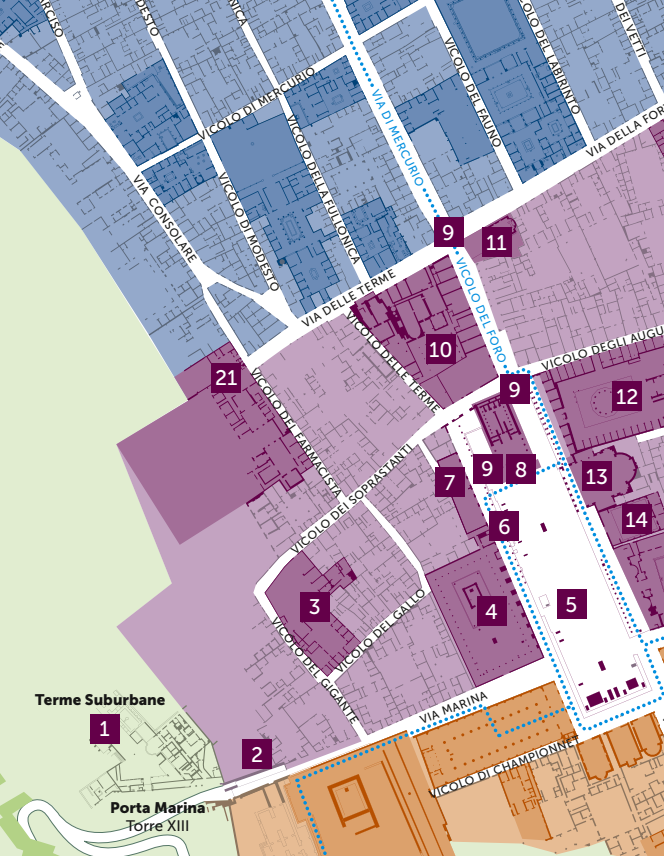 VICOLO DI MERCURIO
VICOLO DEL FAUNO
VICOLO DEL LABIRINTO
DEI VETTI
VIA DI MERCURIO
VIA CONSOLARE
VICOLO DI MODESTO
VICOLO DELLA FULLONICA
VIA DELLA FOR
9
11
VIA DELLE TERME
VICOLO DEL FORO
VICOLO DELLE TERME
10
VICOLO DEGLI AUGU
21
9
12
VICOLO DEL FARMACISTA
VICOLO DEI SOPRASTANTI
7
9
8
13
6
14
3
4
5
VICOLO DEL GALLO
VICOLO DEL GIGANTE
Terme Suburbane
1
VIA MARINA
2
VICOLO DI CHAMPIONNET
Porta Marina
Torre XIII